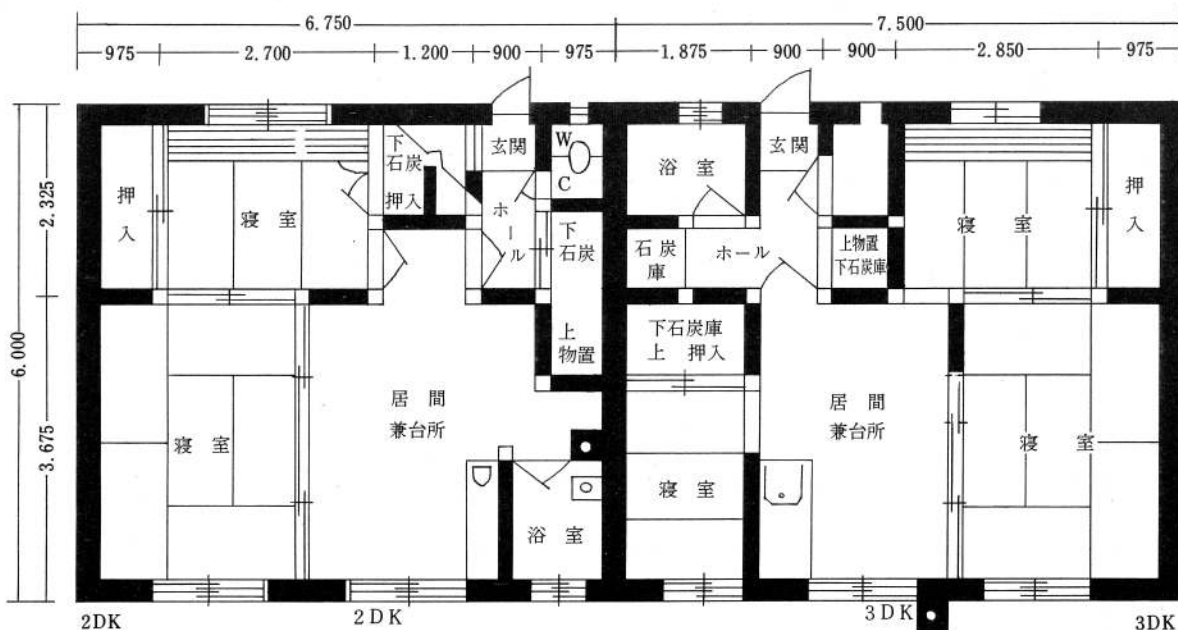 6.750
7.500
975
2.700
1.200
900
975
1.875
900
900
2.850
975
6.000
2.325
3.675
押入
寝室
下石炭
押入
玄関
ホール
W
C
下石炭
上物置
寝室
居間
兼台所
浴室
浴室
玄関
石炭庫
ホール
上物置
下石炭庫
寝室
押入
下石炭庫
上 押入
寝室
居間
兼台所
寝室
2DK
2DK
3DK
3DK